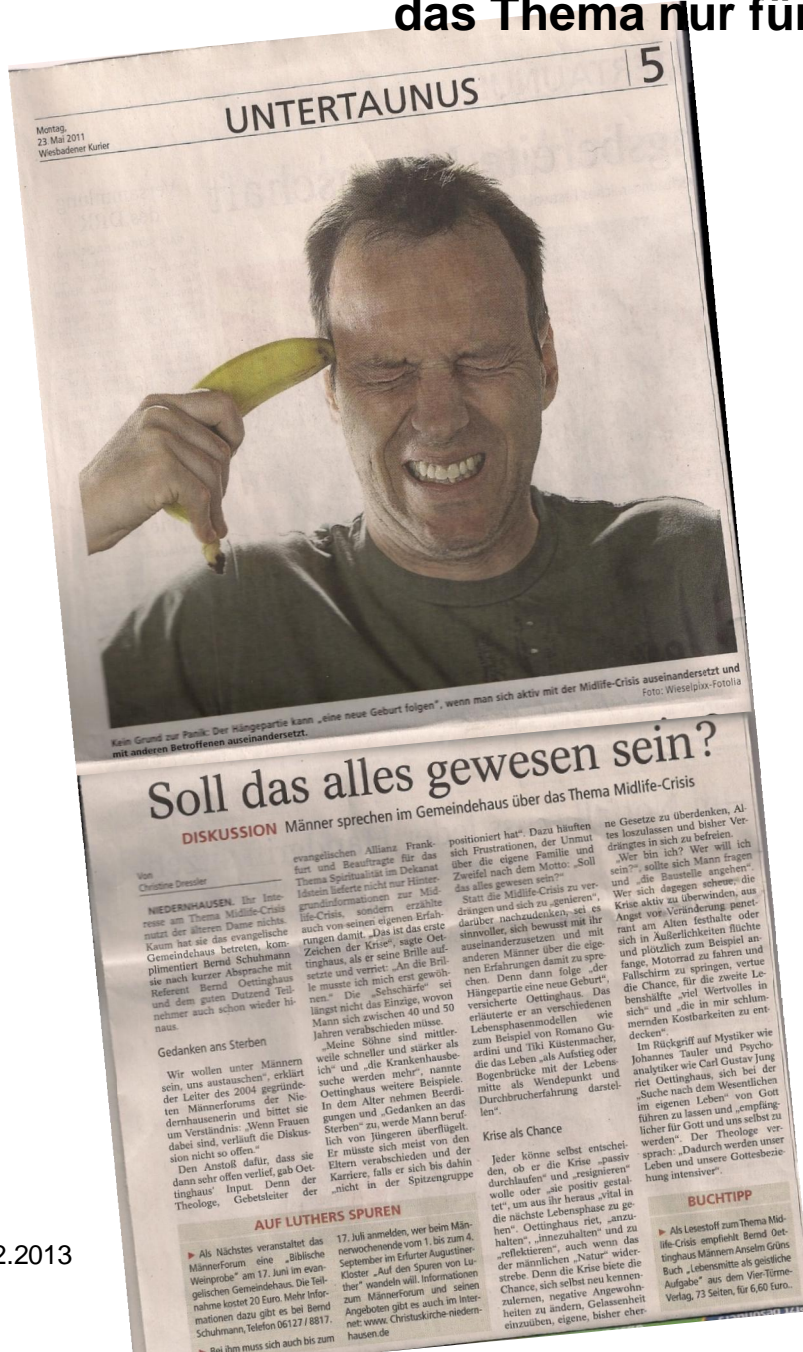 das Thema nur für
Montag,
23. Mai 2011
Wiesbadener Kurier
UNTERTAUNUS
5
Kein Grund zur Panik: Der Hängepartie kann „eine neue Geburt folgen“, wenn man sich aktiv mit der Midlife-Crisis auseinandersetzt und
mit anderen Betroffenen auseinandersetzt.
Foto: Wieselpixx-Fotolia
Soll das alles gewesen sein?
DISKUSSION Männer sprechen im Gemeindehaus über das Thema Midlife-Crisis
Von
Christine Dressler
NIEDERNHAUSEN. Ihr Inte-
resse am Thema Midlife-Crisis
nutzt der älteren Dame nichts.
Kaum hat sie das evangelische
Gemeindehaus betreten, kom-
plimentiert Bernd Schuhmann
sie nach kurzer Absprache mit
Referent Bernd Oettinghaus
und dem guten Dutzend Teil-
nehmer auch schon wieder hi-
naus.
Gedanken ans Sterben
Wir wollen unter Männern
sein, uns austauschen“, erklärt
der Leiter des 2004 gegründe-
ten Männerforums der Nie-
dernhausenerin und bittet sie
um Verständnis: „Wenn Frauen
dabei sind, verläuft die Diskus-
sion nicht so offen.“
Den Anstoß dafür, dass sie
dann sehr offen verlief, gab Oet-
tinghaus’ Input. Denn der
Theologe, Gebetsleiter der
evangelischen Allianz Frank-
furt und Beauftragte für das
Thema Spiritualität im Dekanat
Idstein lieferte nicht nur Hinter-
grundinformationen zur Mid-
life-Crisis, sondern erzählte
auch von seinen eigenen Erfah-
rungen damit. „Das ist das erste
Zeichen der Krise“, sagte Oet-
tinghaus, als er seine Brille auf-
setzte und verriet: „An die Bril-
le musste ich mich erst gewöh-
nen.“ Die „Sehschärfe“ sei
längst nicht das Einzige, wovon
Mann sich zwischen 40 und 50
Jahren verabschieden müsse.
„Meine Söhne sind mittler-
weile schneller und stärker als
ich“ und „die Krankenhausbe-
suche werden mehr“, nannte
Oettinghaus weitere Beispiele.
In dem Alter nehmen Beerdi-
gungen und „Gedanken an das
Sterben“ zu, werde Mann beruf-
lich von Jüngeren überflügelt.
Er müsste sich meist von den
Eltern verabschieden und der
Karriere, falls er sich bis dahin
„nicht in der Spitzengruppe
positioniert hat“. Dazu häuften
sich Frustrationen, der Unmut
über die eigene Familie und
Zweifel nach dem Motto: „Soll
das alles gewesen sein?“
Statt die Midlife-Crisis zu ver-
drängen und sich zu „genieren“,
darüber nachzudenken, sei es
sinnvoller, sich bewusst mit ihr
auseinanderzusetzen und mit
anderen Männer über die eige-
nen Erfahrungen damit zu spre-
chen. Denn dann folge „der
Hängepartie eine neue Geburt“,
versicherte Oettinghaus. Das
erläuterte er an verschiedenen
Lebensphasenmodellen wie
zum Beispiel von Romano Gu-
ardini und Tiki Küstenmacher,
die das Leben „als Aufstieg oder
Bogenbrücke mit der Lebens-
mitte als Wendepunkt und
Durchbrucherfahrung darstel-
len“.
Krise als Chance
Jeder könne selbst entschei-
den, ob er die Krise „passiv
durchlaufen“ und „resignieren“
wolle oder „sie positiv gestal-
tet“, um aus ihr heraus „vital in
die nächste Lebensphase zu ge-
hen“. Oettinghaus riet, „anzu-
halten“, „innezuhalten“ und zu
„reflektieren“, auch wenn das
der männlichen „Natur“ wider-
strebe. Denn die Krise biete die
Chance, sich selbst neu kennen-
zulernen, negative Angewohn-
heiten zu ändern, Gelassenheit
einzuüben, eigene, bisher eher-
ne Gesetze zu überdenken, Al-
tes loszulassen und bisher Ver-
drängtes in sich zu befreien.
„Wer bin ich? Wer will ich
sein?“, sollte sich Mann fragen
und „die Baustelle angehen“.
Wer sich dagegen scheue, die
Krise aktiv zu überwinden, aus
Angst vor Veränderung penet-
rant am Alten festhalte oder
sich in Äußerlichkeiten flüchte
und plötzlich zum Beispiel an-
fange, Motorrad zu fahren und
Fallschirm zu springen, vertue
die Chance, für die zweite Le-
benshälfte „viel Wertvolles in
sich“ und „die in mir schlum-
mernden Kostbarkeiten zu ent-
decken“.
Im Rückgriff auf Mystiker wie
Johannes Tauler und Psycho-
analytiker wie Carl Gustav Jung
riet Oettinghaus, sich bei der
„Suche nach dem Wesentlichen
im eigenen Leben“ von Gott
führen zu lassen und „empfäng-
licher für Gott und uns selbst zu
werden“. Der Theologe ver-
sprach: „Dadurch werden unser
Leben und unsere Gottesbezie-
hung intensiver“.
AUF LUTHERS SPUREN
▶ Als Nächstes veranstaltet das
MännerForum eine „Biblische
Weinprobe“ am 17. Juni im evan-
gelischen Gemeindehaus. Die Teil-
nahme kostet 20 Euro. Mehr Infor-
mationen dazu gibt es bei Bernd
Schuhmann, Telefon 06127 / 8817.
▶ Bei ihm muss sich auch bis zum
17. Juli anmelden, wer beim Män-
nerwochenende vom 1. bis zum 4.
September im Erfurter Augustiner-
Kloster „Auf den Spuren von Lu-
ther“ wandeln will. Informationen
zum MännerForum und seinen
Angeboten gibt es auch im Inter-
net: www. Christuskirche-niedern-
hausen.de
BUCHTIPP
▶ Als Lesestoff zum Thema Mid-
life-Crisis empfiehlt Bernd Oet-
tinghaus Männern Anselm Grüns
Buch „Lebensmitte als geistliche
Aufgabe“ aus dem Vier-Türme-
Verlag, 73 Seiten, für 6,60 Euro..
2.2013